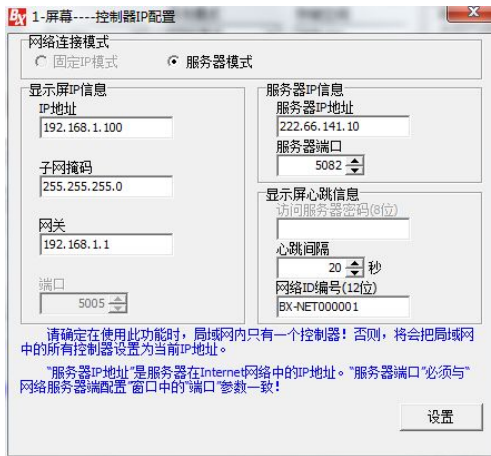 BX 1-屏幕----控制器IP配置
网络连接模式
固定IP模式 服务器模式
显示屏IP信息
IP地址
192.168.1.100
子网掩码
255.255.255.0
网关
192.168.1.1
端口
5005
服务器IP信息
服务器IP地址
222.66.141.10
服务器端口
5082
显示屏心跳信息
访问服务器密码(8位)
心跳间隔
20 秒
网络ID编号(12位)
BX-NET000001
请确定在使用此功能时，局域网内只有一个控制器！否则，将会把局域网
中的所有控制器设置为当前IP地址。
"服务器IP地址"是服务器在Internet网络中的IP地址。"服务器端口"必须与"
网络服务器端配置"窗口中的"端口"参数一致！
设置